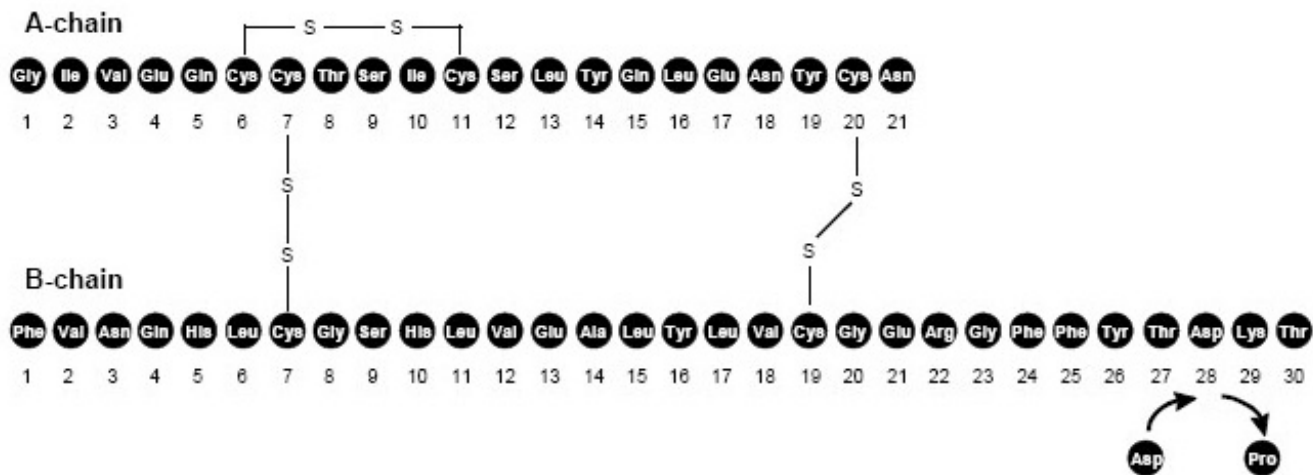 A-chain
S S
Gly Ile Val Glu Gln Cys Cys Thr Ser Ile Cys Ser Leu Tyr Gln Leu Glu Asn Tyr Cys Asn
1 2 3 4 5 6 7 8 9 10 11 12 13 14 15 16 17 18 19 20 21
S S
S S
B-chain
Phe Val Asn Gln His Leu Cys Gly Ser His Leu Val Glu Ala Leu Tyr Leu Val Cys Gly Glu Arg Gly Phe Phe Tyr Thr Asp Lys Thr
1 2 3 4 5 6 7 8 9 10 11 12 13 14 15 16 17 18 19 20 21 22 23 24 25 26 27 28 29 30
Asp Pro